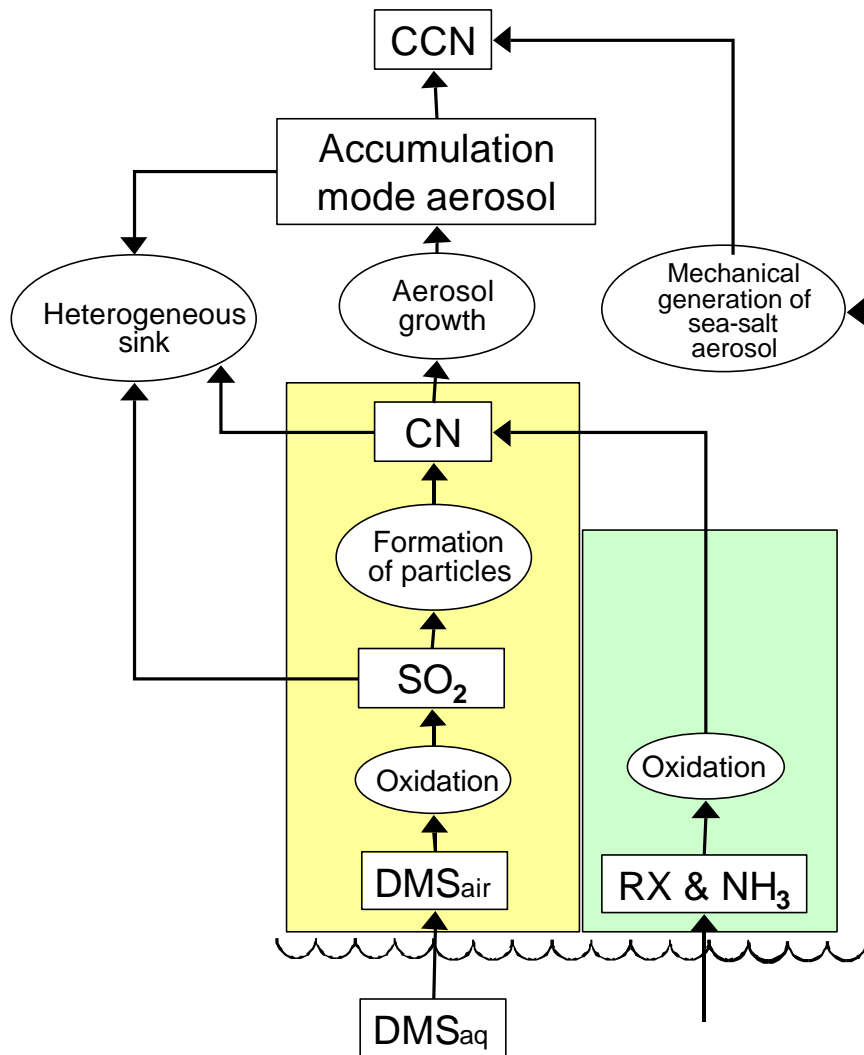 CCN
Accumulation
mode aerosol
Heterogeneous
sink
Aerosol
growth
Mechanical
generation of
sea-salt
aerosol
CN
Formation
of particles
SO₂
Oxidation
Oxidation
DMSair
RX & NH₃
DMSaq